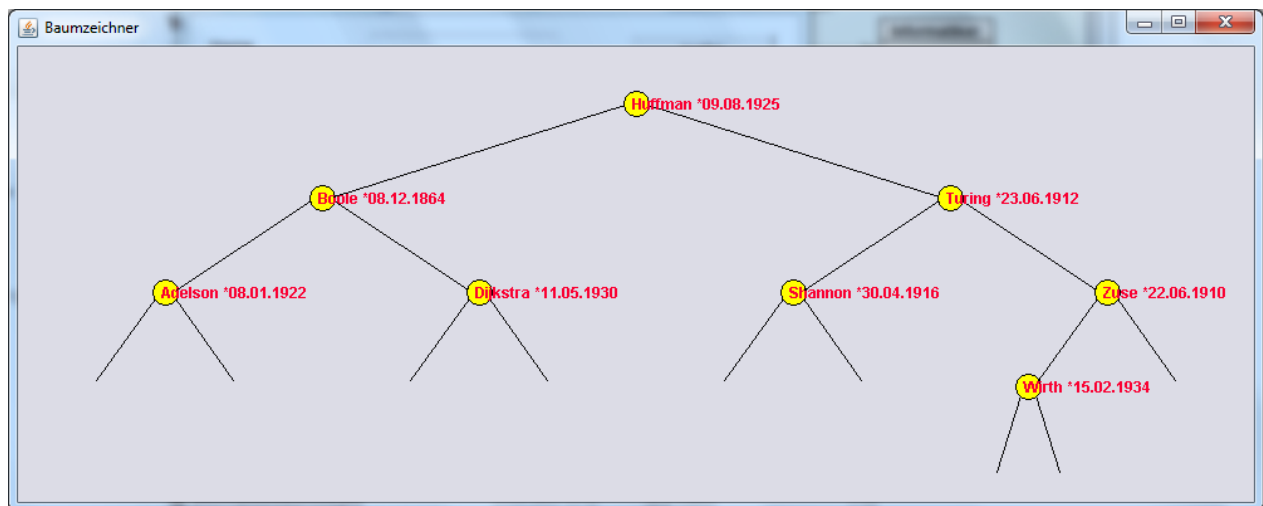 Baumzeichner
Huffman *09.08.1925
Boole *08.12.1864
Turing *23.06.1912
Adelson *08.01.1922
Dijkstra *11.05.1930
Shannon *30.04.1916
Zuse *22.06.1910
Wirth *15.02.1934